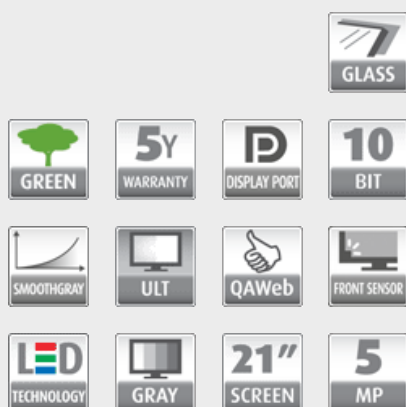 GLASS
GREEN
5Y
WARRANTY
DISPLAY PORT
10
BIT
SMOOTHGRAY
ULT
QAWeb
FRONT SENSOR
LED
TECHNOLOGY
GRAY
21"
SCREEN
5
MP